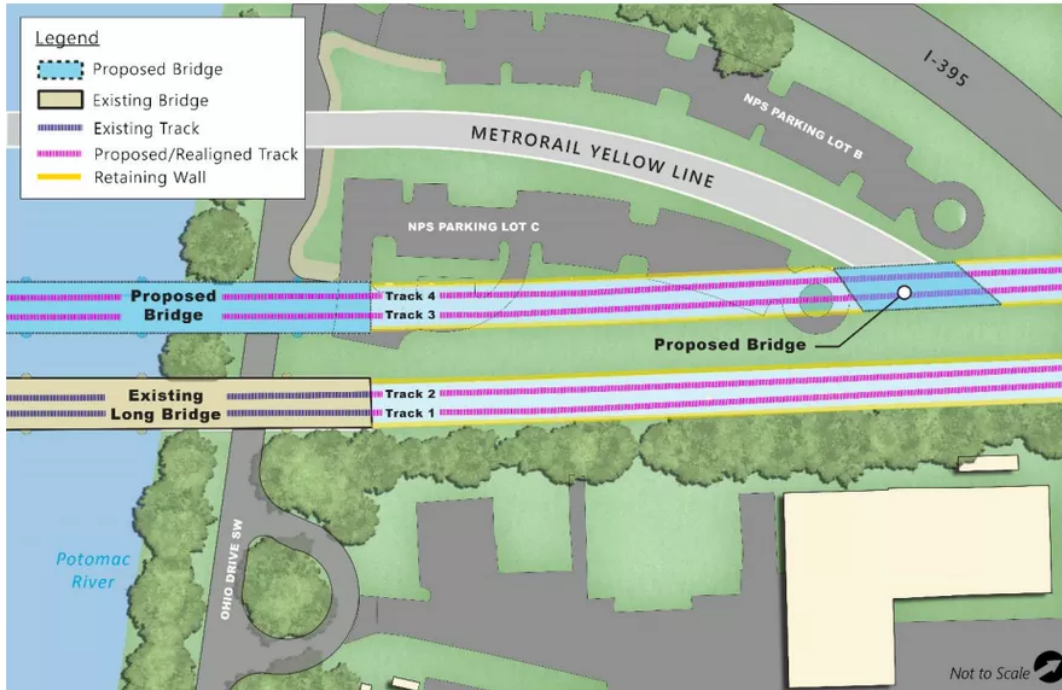 Legend
Proposed Bridge
Existing Bridge
Existing Track
Proposed/Realigned Track
Retaining Wall
I-395
NPS PARKING LOT B
METRORAIL YELLOW LINE
NPS PARKING LOT C
Proposed
Bridge
Track 4
Track 3
Proposed Bridge
Existing
Long Bridge
Track 2
Track 1
Potomac
River
OHIO DRIVE SW
Not to Scale